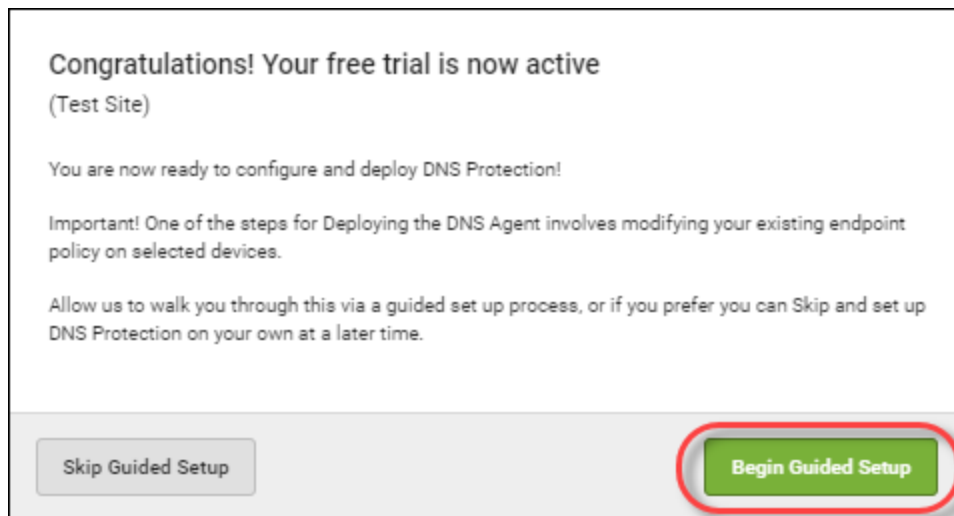 Congratulations! Your free trial is now active
(Test Site)
You are now ready to configure and deploy DNS Protection!
Important! One of the steps for Deploying the DNS Agent involves modifying your existing endpoint
policy on selected devices.
Allow us to walk you through this via a guided set up process, or if you prefer you can Skip and set up
DNS Protection on your own at a later time.
Skip Guided Setup
Begin Guided Setup